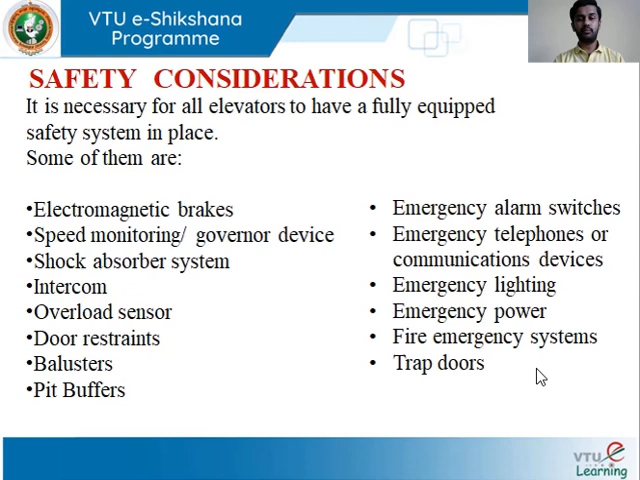 VTU e-Shikshana
Programme
SAFETY CONSIDERATIONS
It is necessary for all elevators to have a fully equipped
safety system in place.
Some of them are:
•Electromagnetic brakes
•Speed monitoring/ governor device
•Shock absorber system
•Intercom
•Overload sensor
•Door restraints
•Balusters
•Pit Buffers
• Emergency alarm switches
• Emergency telephones or
communications devices
• Emergency lighting
• Emergency power
• Fire emergency systems
• Trap doors
VTU e
Learning